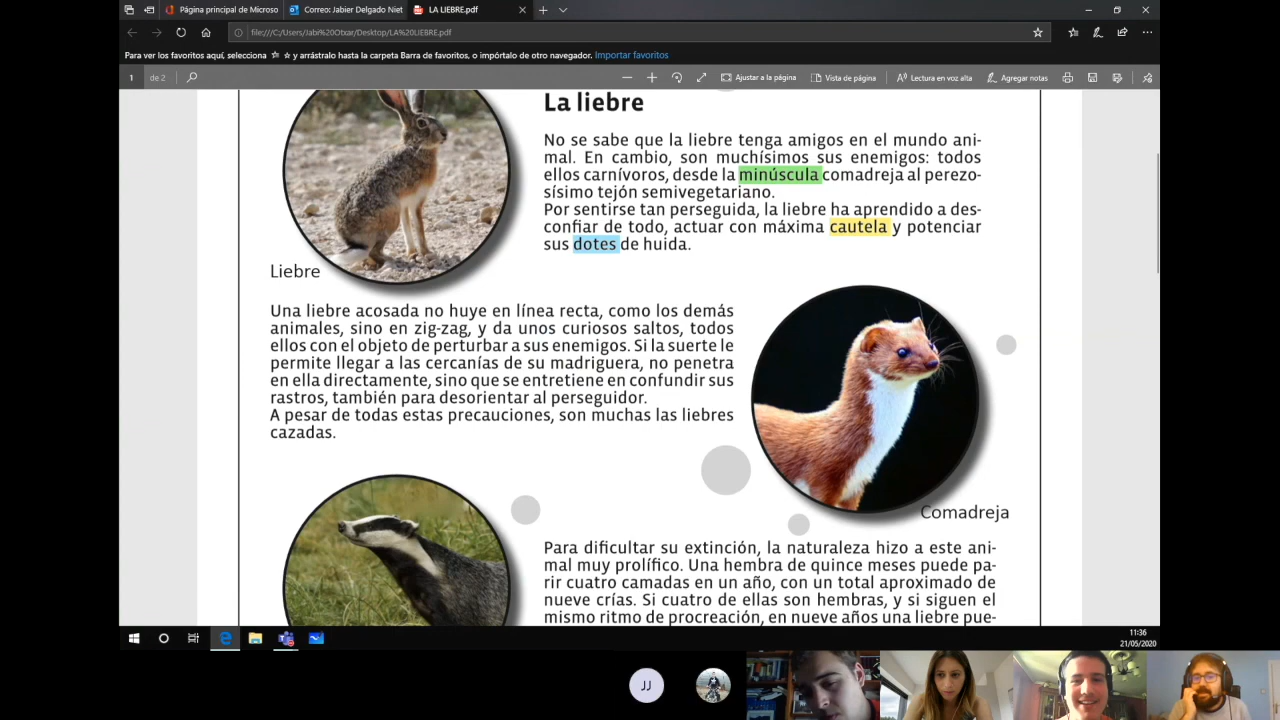 Página principal de Microso
Correo: Jabier Delgado Niet
LA LIEBRE.pdf
file:///C:/Users/Jabi%20Otxar/Desktop/LA%20LIEBRE.pdf
Para ver los favoritos aquí, selecciona ☆ y arrástralo hasta la carpeta Barra de favoritos, o impórtalo de otro navegador. Importar favoritos
1 de 2 Ajustar a la página Vista de página Lectura en voz alta Agregar notas
La liebre
No se sabe que la liebre tenga amigos en el mundo ani-
mal. En cambio, son muchísimos sus enemigos: todos
ellos carnívoros, desde la minúscula comadreja al perezo-
sísimo tejón semivegetariano.
Por sentirse tan perseguida, la liebre ha aprendido a des-
confiar de todo, actuar con máxima cautela y potenciar
sus dotes de huida.
Liebre
Una liebre acosada no huye en línea recta, como los demás
animales, sino en zig-zag, y da unos curiosos saltos, todos
ellos con el objeto de perturbar a sus enemigos. Si la suerte le
permite llegar a las cercanías de su madriguera, no penetra
en ella directamente, sino que se entretiene en confundir sus
rastros, también para desorientar al perseguidor.
A pesar de todas estas precauciones, son muchas las liebres
cazadas.
Comadreja
Para dificultar su extinción, la naturaleza hizo a este ani-
mal muy prolífico. Una hembra de quince meses puede pa-
rir cuatro camadas en un año, con un total aproximado de
nueve crías. Si cuatro de ellas son hembras, y si siguen el
mismo ritmo de procreación, en nueve años una liebre pue-
11:36
21/05/2020
JJ